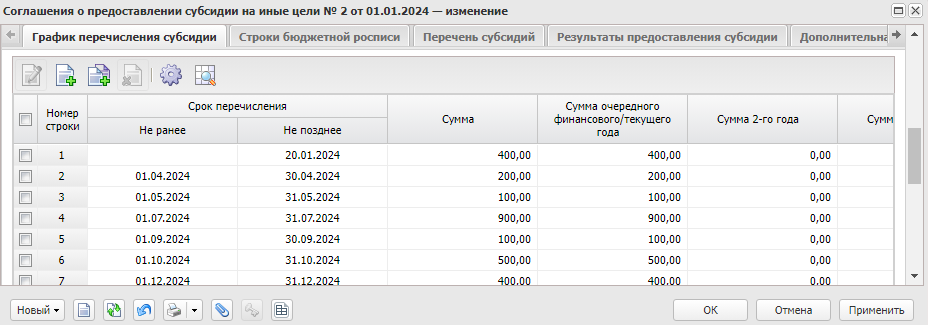 Соглашения о предоставлении субсидии на иные цели № 2 от 01.01.2024 — изменение
График перечисления субсидии Строки бюджетной росписи Перечень субсидий Результаты предоставления субсидии Дополнительна
Номер строки Срок перечисления Не ранее Не позднее Сумма Сумма очередного финансового/текущего года Сумма 2-го года Сумм
1 20.01.2024 400,00 400,00 0,00
2 01.04.2024 30.04.2024 200,00 200,00 0,00
3 01.05.2024 31.05.2024 100,00 100,00 0,00
4 01.07.2024 31.07.2024 900,00 900,00 0,00
5 01.09.2024 30.09.2024 100,00 100,00 0,00
6 01.10.2024 31.10.2024 500,00 500,00 0,00
7 01.12.2024 31.12.2024 400,00 400,00 0,00
Новый OK Отмена Применить